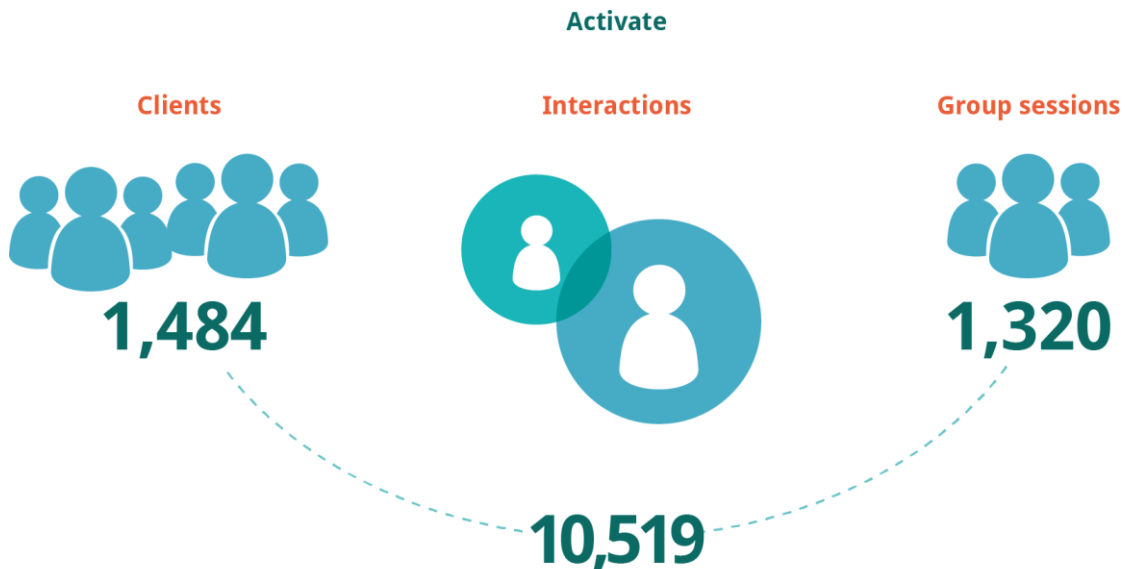 Activate
Clients
Interactions
Group sessions
1,484
1,320
10,519